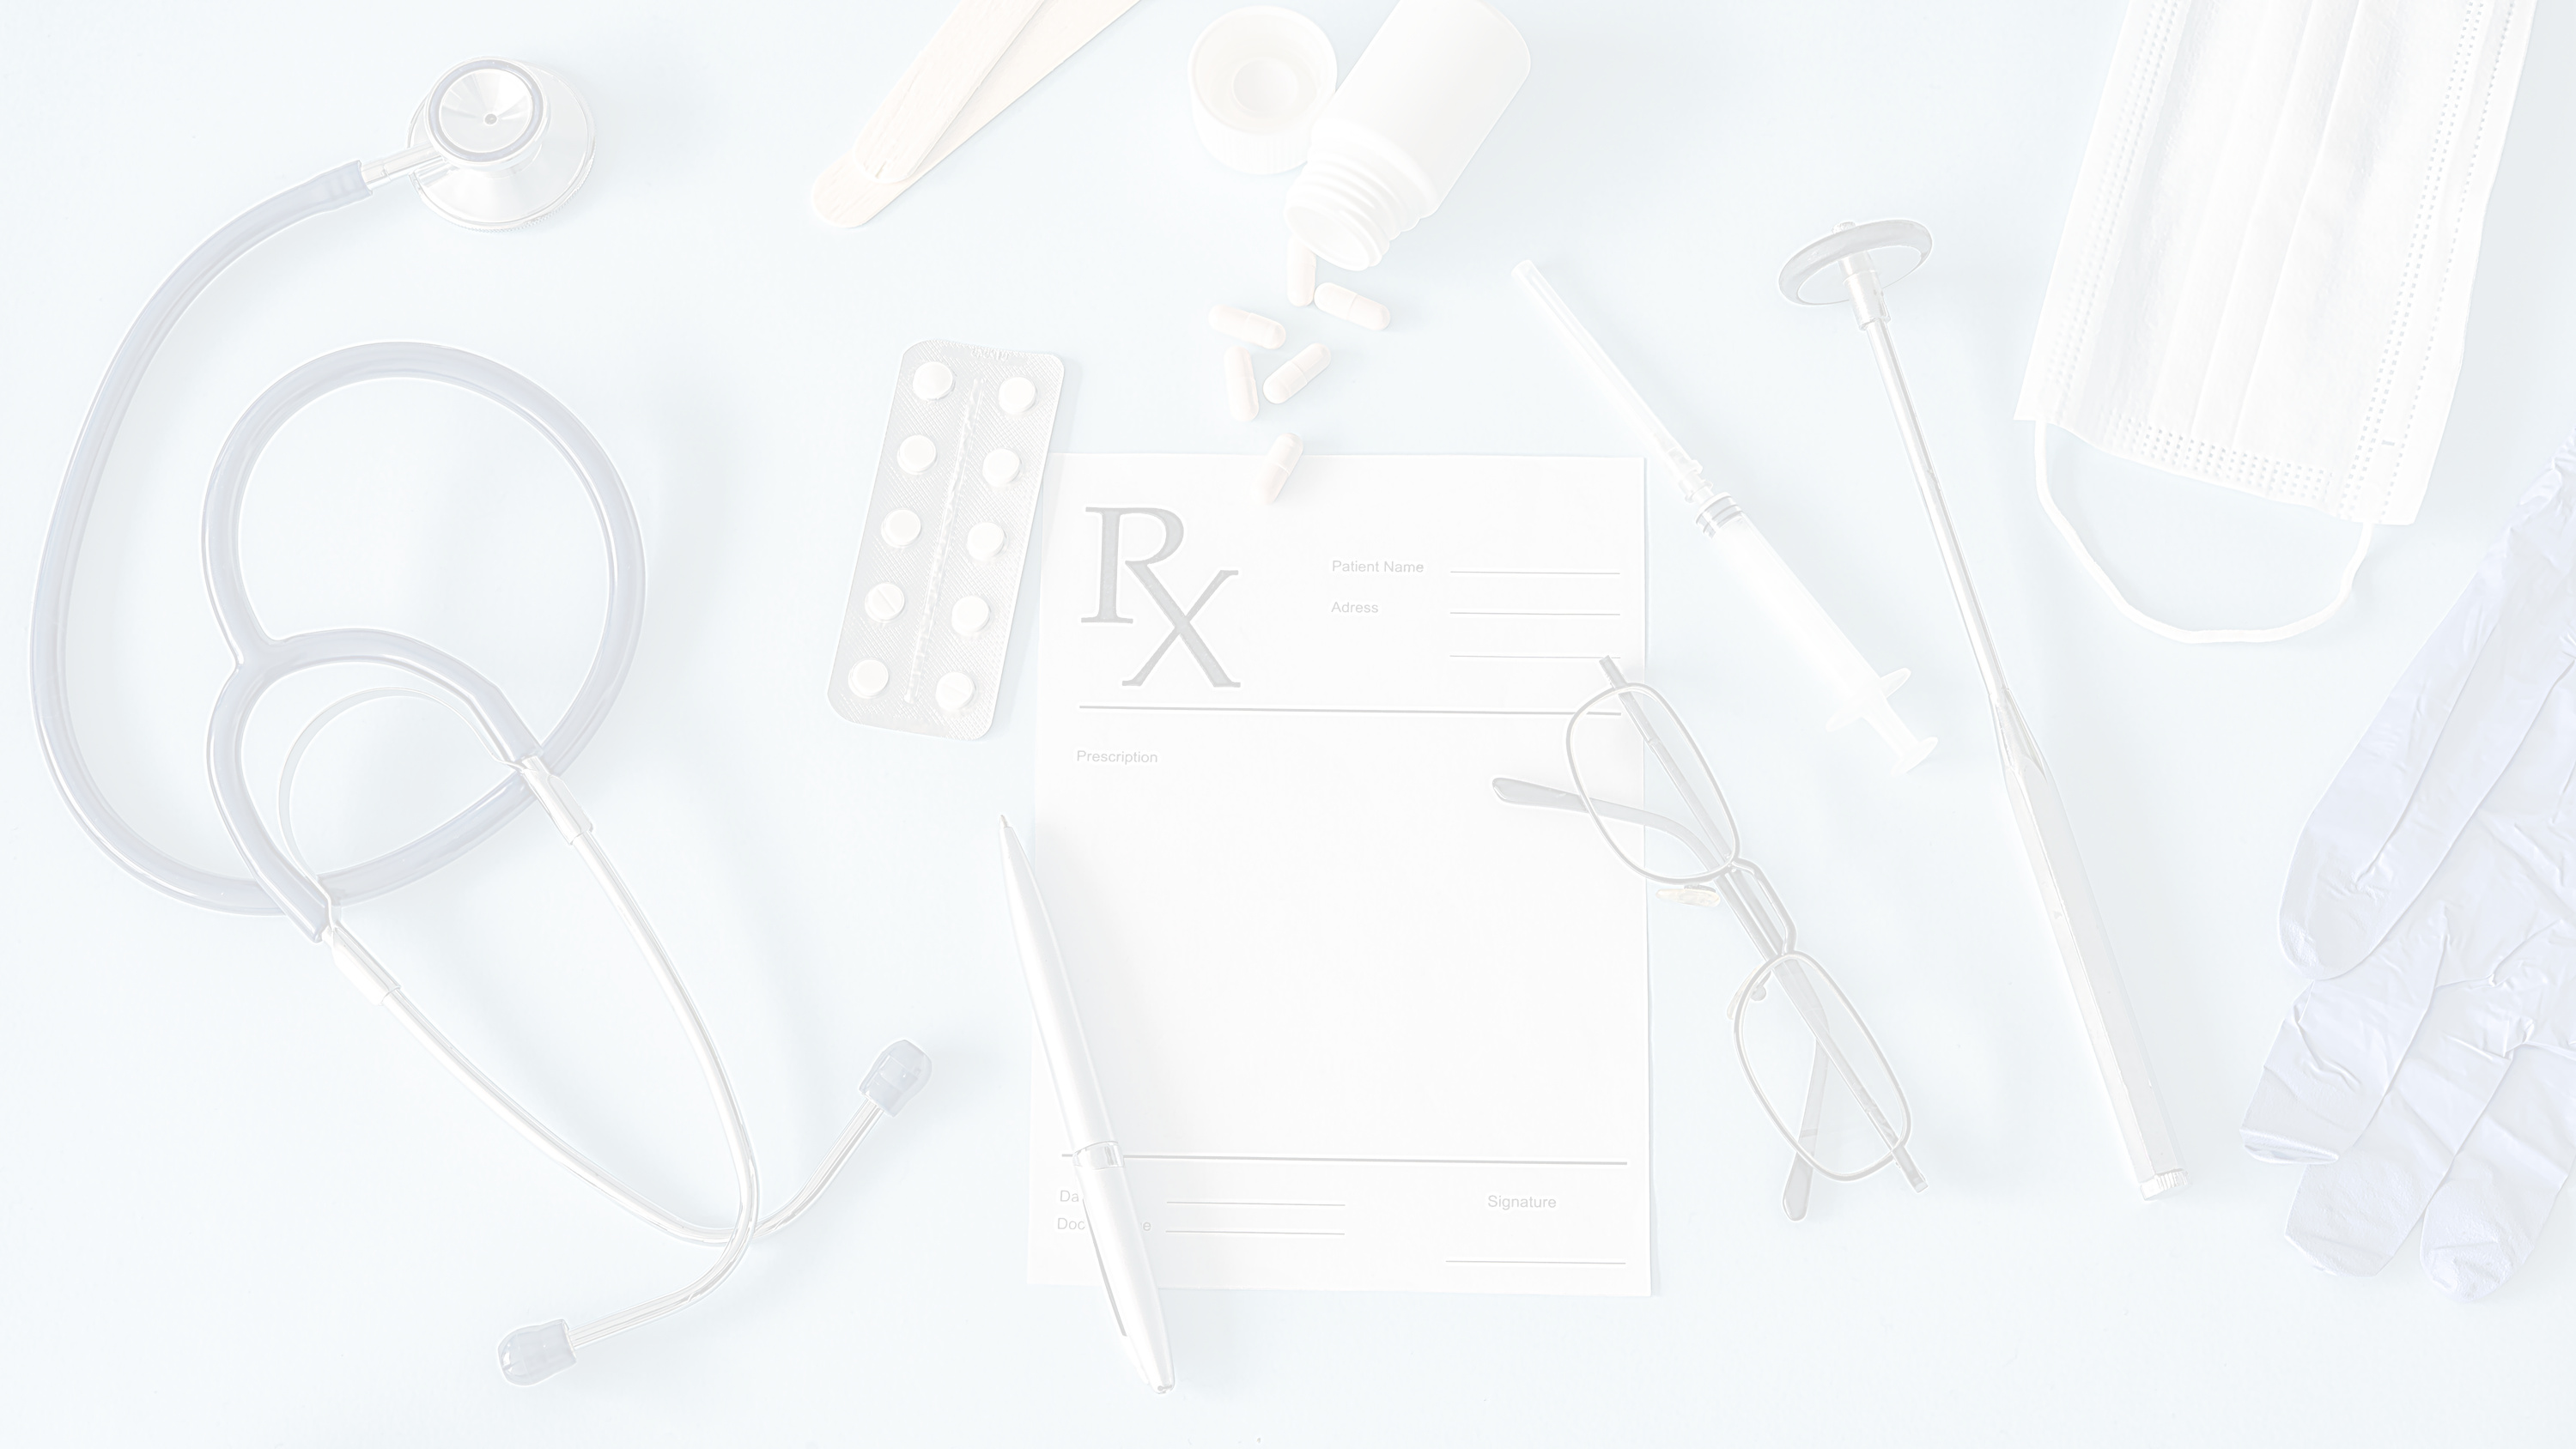 Rx
Patient Name
Adress
Prescription
Signature